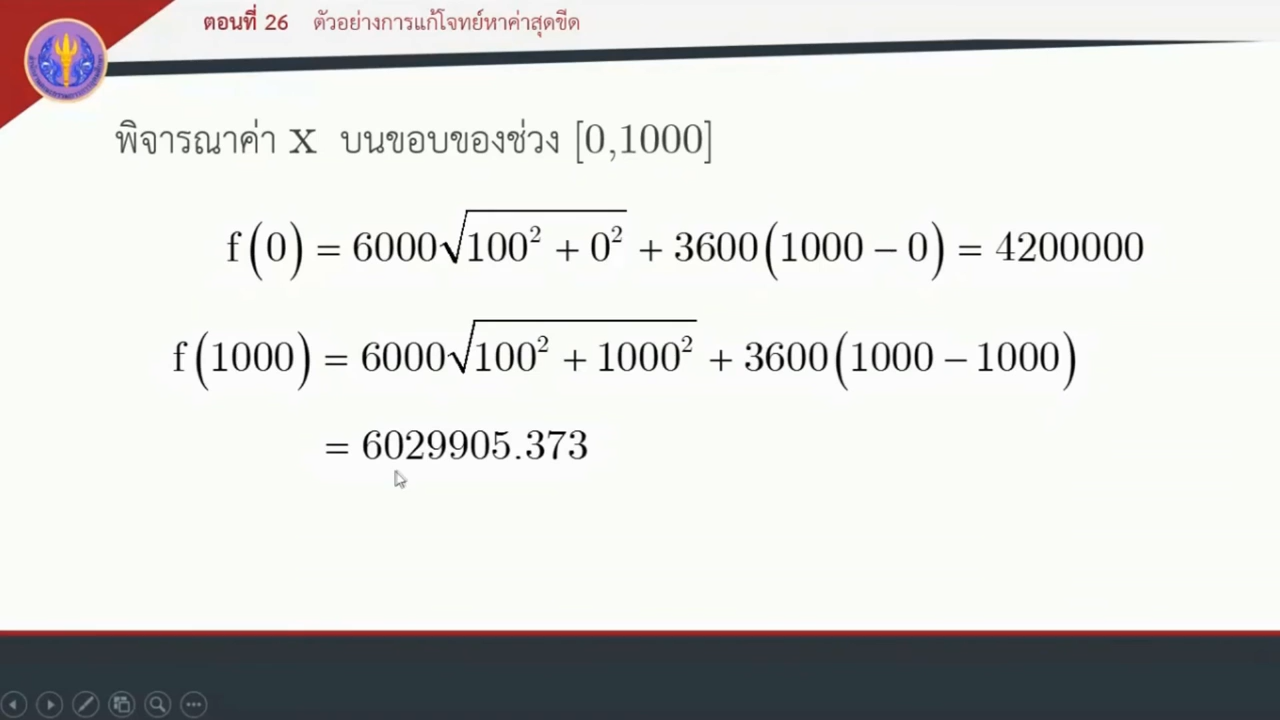 ตอนที่ 26 ตัวอย่างการแก้โจทย์หาค่าสุดขีด
พิจารณาค่า x บนขอบของช่วง [0,1000]
f(0) = 6000√(100² + 0²) + 3600(1000 − 0) = 4200000
f(1000) = 6000√(100² + 1000²) + 3600(1000 − 1000)
= 6029905.373